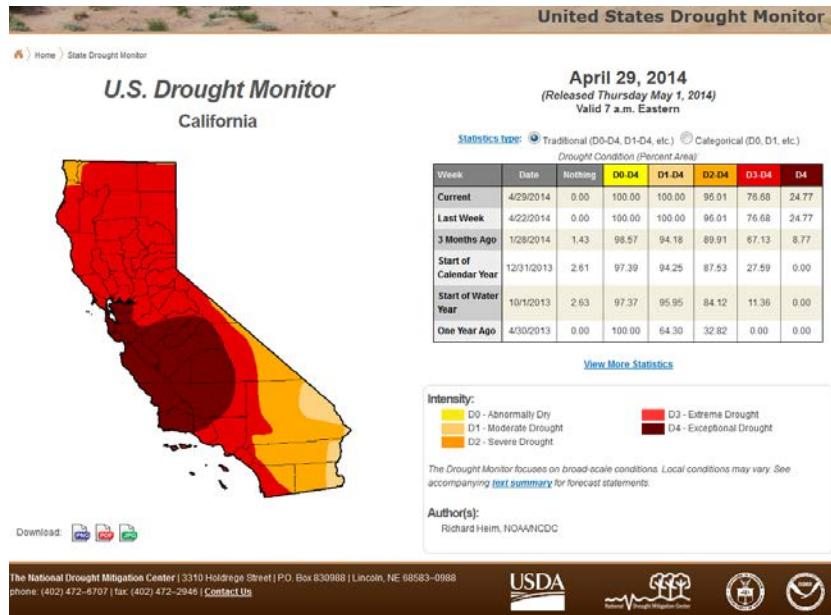 United States Drought Monitor
Home
State Drought Monitor
U.S. Drought Monitor
California
April 29, 2014
(Released Thursday May 1, 2014)
Valid 7 a.m. Eastern
Statistics type: Traditional (D0-D4, D1-D4, etc.) Categorical (D0, D1, etc.)
Drought Condition (Percent Area)
Week Date Nothing D0-D4 D1-D4 D2-D4 D3-D4 D4
Current 4/29/2014 0.00 100.00 100.00 96.01 76.68 24.77
Last Week 4/22/2014 0.00 100.00 100.00 96.01 76.68 24.77
3 Months Ago 1/28/2014 1.43 98.57 94.18 89.91 67.13 8.77
Start of
Calendar Year 12/31/2013 2.61 97.39 94.25 87.53 27.59 0.00
Start of Water
Year 10/1/2013 2.63 97.37 95.95 84.12 11.36 0.00
One Year Ago 4/30/2013 0.00 100.00 64.30 32.82 0.00 0.00
View More Statistics
Intensity:
D0 - Abnormally Dry
D1 - Moderate Drought
D2 - Severe Drought
D3 - Extreme Drought
D4 - Exceptional Drought
The Drought Monitor focuses on broad-scale conditions. Local conditions may vary. See
accompanying text summary for forecast statements.
Author(s):
Richard Heim, NOAA/NCDC
Download: PNG PDF JPG
The National Drought Mitigation Center | 3310 Holdrege Street | P.O. Box 830988 | Lincoln, NE 68583–0988
phone: (402) 472–6707 | fax: (402) 472–2946 | Contact Us
USDA
National Drought Mitigation Center